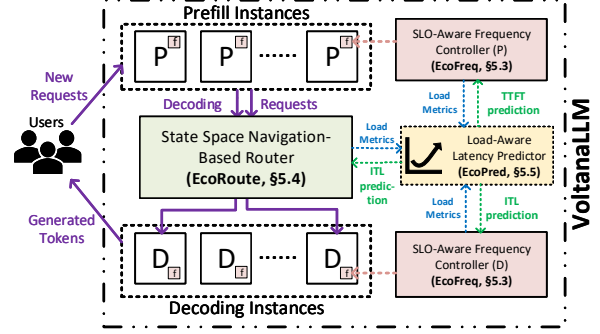 Prefill Instances
P f
P f
P f
SLO-Aware Frequency
Controller (P)
(EcoFreq, §5.3)
New
Requests
Decoding
Requests
Load
Metrics
TTFT
prediction
Users
State Space Navigation-
Based Router
(EcoRoute, §5.4)
Load
Metrics
ITL
predic-
tion
Load-Aware
Latency Predictor
(EcoPred, §5.5)
VoltanaLLM
Generated
Tokens
Load
Metrics
ITL
prediction
D f
D f
D f
SLO-Aware Frequency
Controller (D)
(EcoFreq, §5.3)
Decoding Instances